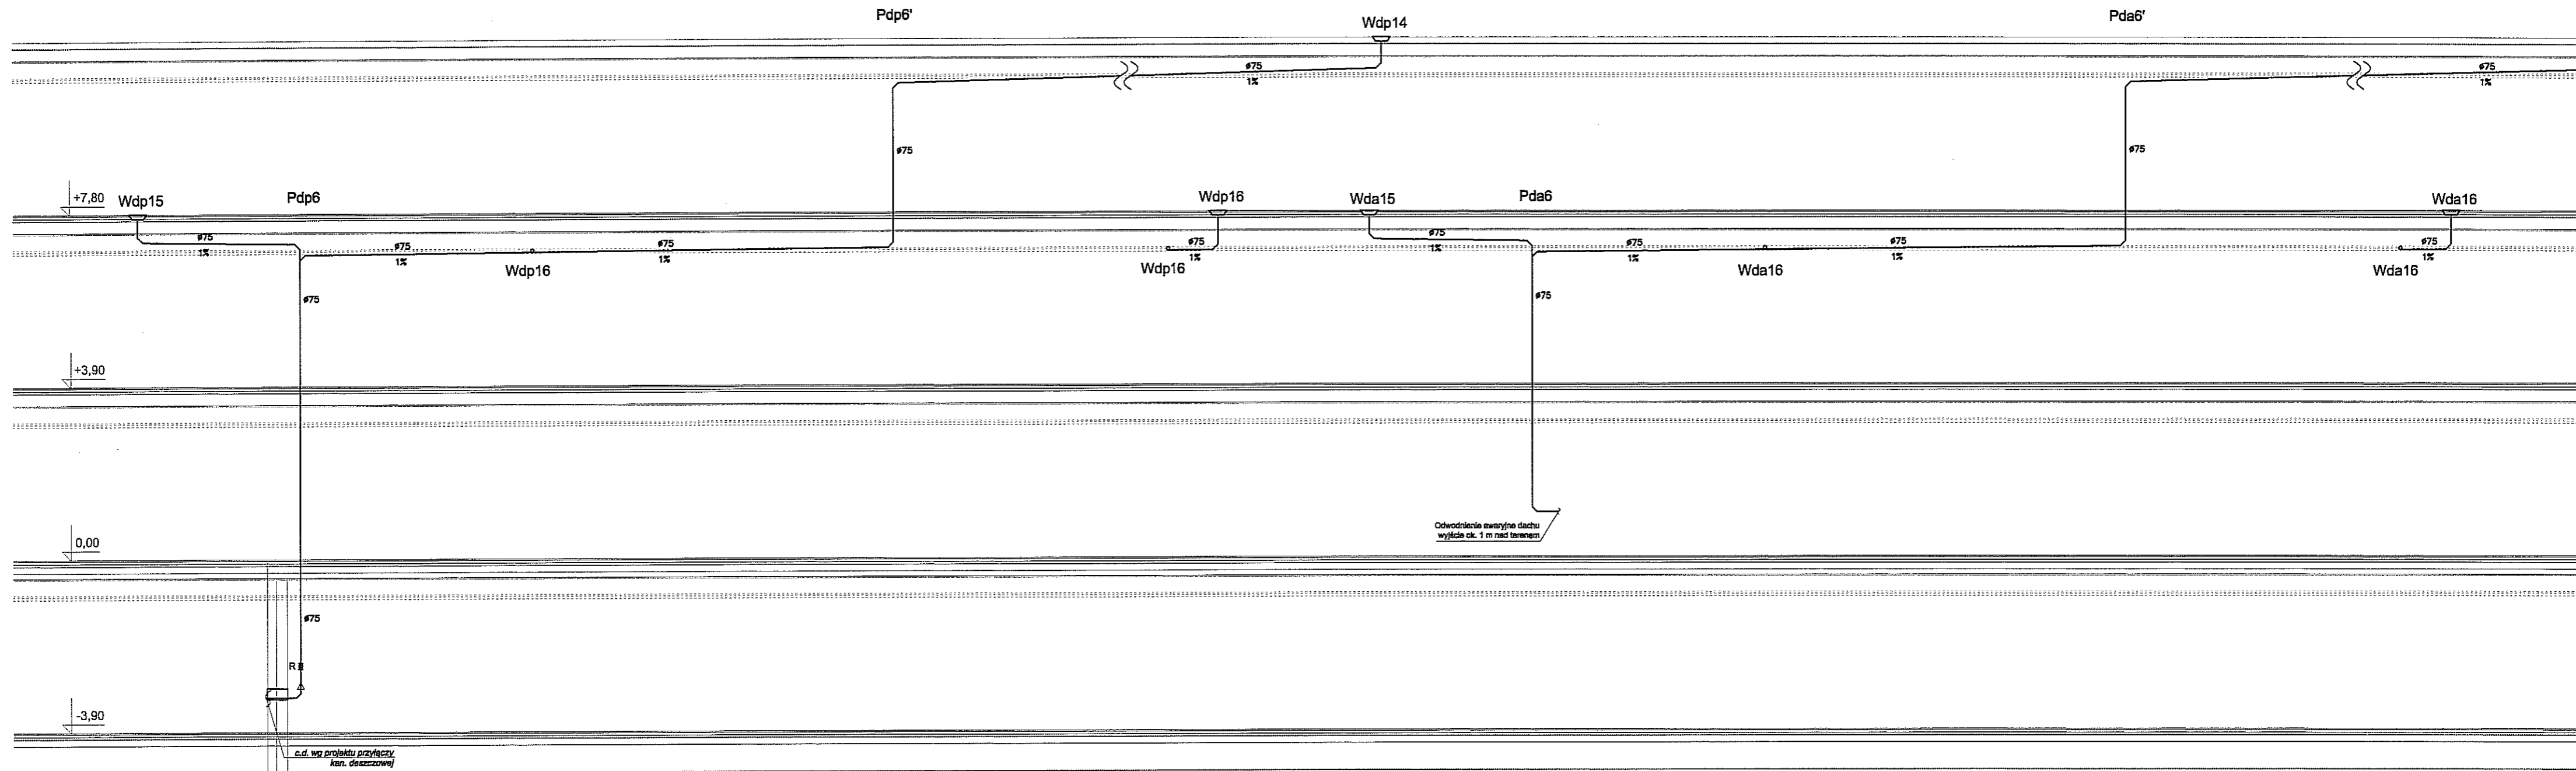 Pdp6'
Wdp14
Pda6'
ø75
1%
ø75
1%
ø75
ø75
+7,80
Wdp15
Pdp6
Wdp16
Wda15
Pda6
Wda16
ø75
1%
ø75
1%
ø75
1%
ø75
1%
ø75
1%
ø75
1%
ø75
1%
ø75
1%
Wdp16
Wdp16
Wda16
Wda16
ø75
ø75
+3,90
Odwodnienie awaryjne dachu
wyjście ok. 1 m nad terenem
0,00
ø75
R
-3,90
c.d. wg projektu przyłączy
kan. deszczowej